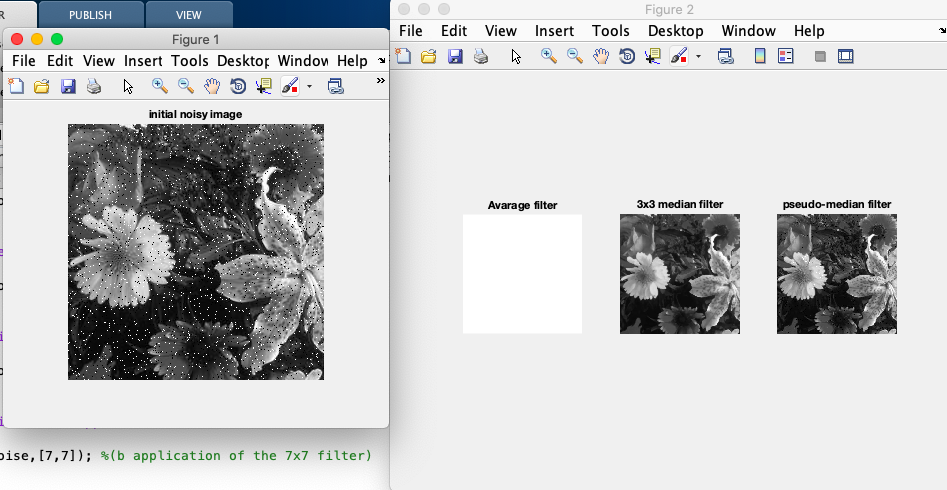 PUBLISH VIEW
Figure 1
File Edit View Insert Tools Desktop Window Help
initial noisy image
Figure 2
File Edit View Insert Tools Desktop Window Help
Avarage filter
3x3 median filter
pseudo-median filter
oise,[7,7]); %(b application of the 7x7 filter)